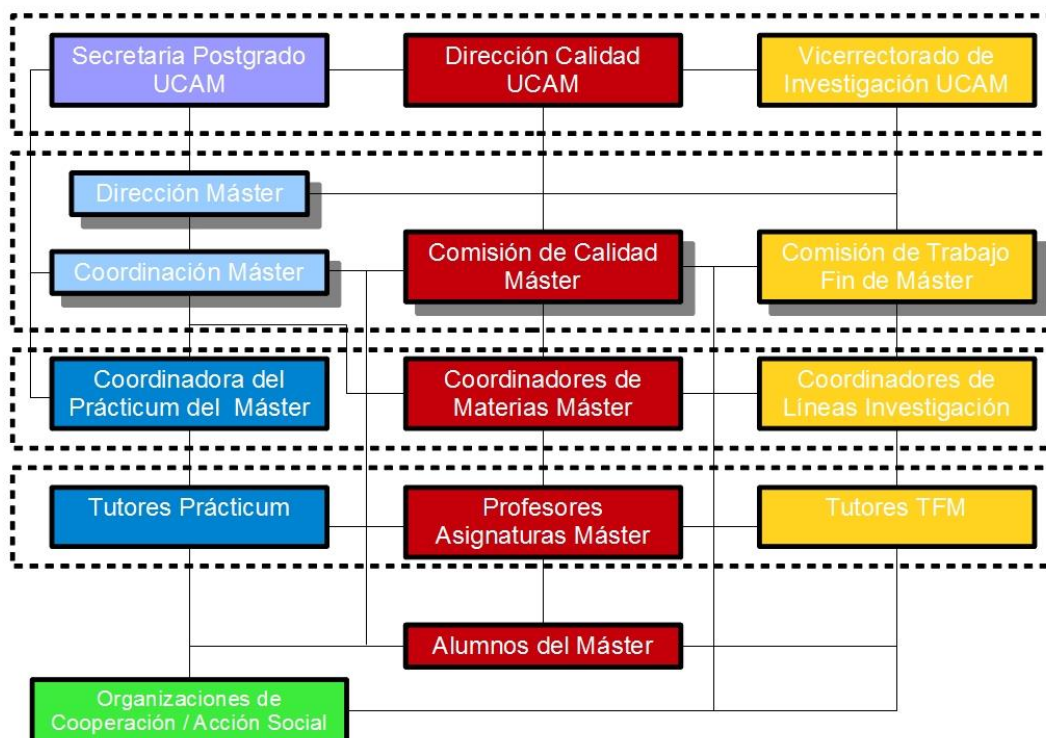 Secretaria Postgrado
UCAM
Dirección Calidad
UCAM
Vicerrectorado de
Investigación UCAM
Dirección Máster
Coordinación Máster
Comisión de Calidad
Máster
Comisión de Trabajo
Fin de Máster
Coordinadora del
Prácticum del Máster
Coordinadores de
Materias Máster
Coordinadores de
Líneas Investigación
Tutores Prácticum
Profesores
Asignaturas Máster
Tutores TFM
Alumnos del Máster
Organizaciones de
Cooperación / Acción Social